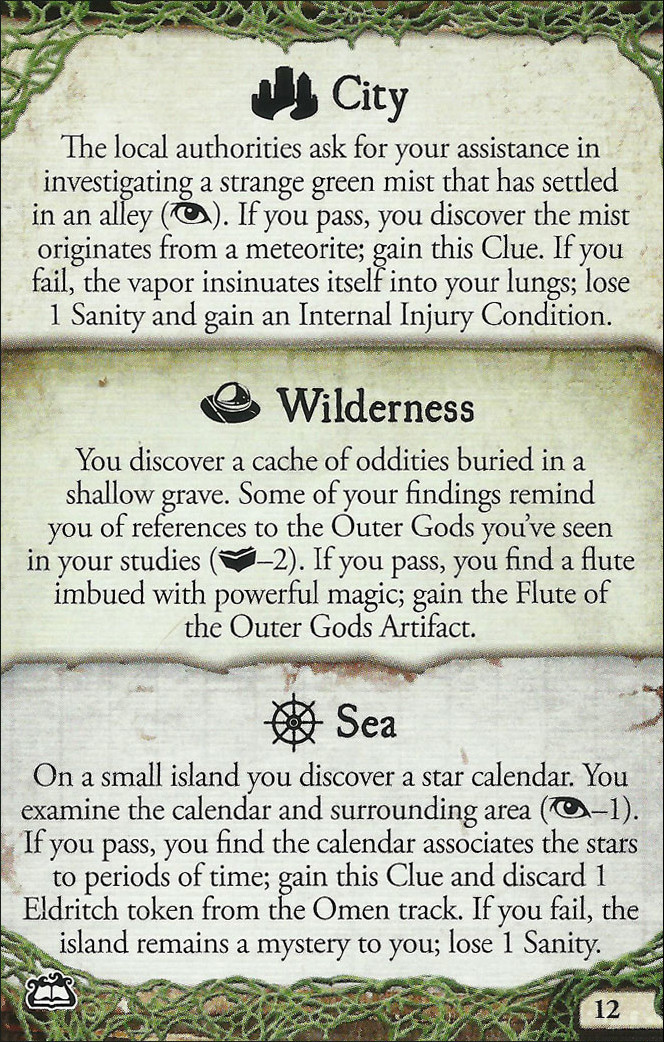 City
The local authorities ask for your assistance in
investigating a strange green mist that has settled
in an alley ( ). If you pass, you discover the mist
originates from a meteorite; gain this Clue. If you
fail, the vapor insinuates itself into your lungs; lose
1 Sanity and gain an Internal Injury Condition.
Wilderness
You discover a cache of oddities buried in a
shallow grave. Some of your findings remind
you of references to the Outer Gods you've seen
in your studies ( –2). If you pass, you find a flute
imbued with powerful magic; gain the Flute of
the Outer Gods Artifact.
Sea
On a small island you discover a star calendar. You
examine the calendar and surrounding area ( –1).
If you pass, you find the calendar associates the stars
to periods of time; gain this Clue and discard 1
Eldritch token from the Omen track. If you fail, the
island remains a mystery to you; lose 1 Sanity.
12